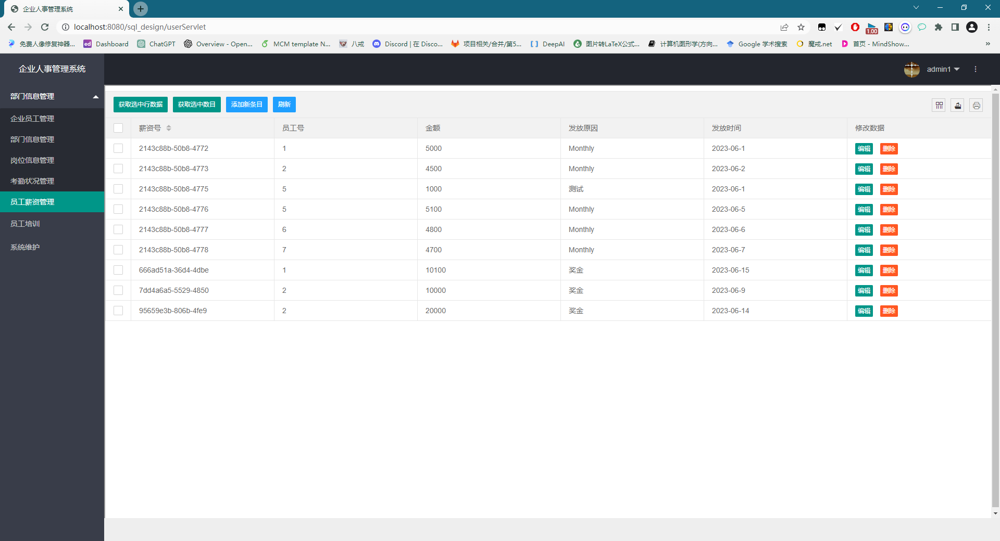 企业人事管理系统
localhost:8080/sql_design/userServlet
1.00
免费人像修复神器... Dashboard ChatGPT Overview - Open... MCM template N... 八戒 Discord | 在 Disco... 项目相关/合并/第5... DeepAI 图片转LaTeX公式... 计算机图形学(方向... Google 学术搜索 魔戒.net 首页 - MindShow...
企业人事管理系统
admin1
部门信息管理
企业员工管理
部门信息管理
岗位信息管理
考勤状况管理
员工薪资管理
员工培训
系统维护
获取选中行数据 获取选中数目 添加新条目 刷新
薪资号 员工号 金额 发放原因 发放时间 修改数据
2143c88b-50b8-4772 1 5000 Monthly 2023-06-1 编辑 删除
2143c88b-50b8-4773 2 4500 Monthly 2023-06-2 编辑 删除
2143c88b-50b8-4775 5 1000 测试 2023-06-1 编辑 删除
2143c88b-50b8-4776 5 5100 Monthly 2023-06-5 编辑 删除
2143c88b-50b8-4777 6 4800 Monthly 2023-06-6 编辑 删除
2143c88b-50b8-4778 7 4700 Monthly 2023-06-7 编辑 删除
666ad51a-36d4-4dbe 1 10100 奖金 2023-06-15 编辑 删除
7dd4a6a5-5529-4850 2 10000 奖金 2023-06-9 编辑 删除
95659e3b-806b-4fe9 2 20000 奖金 2023-06-14 编辑 删除